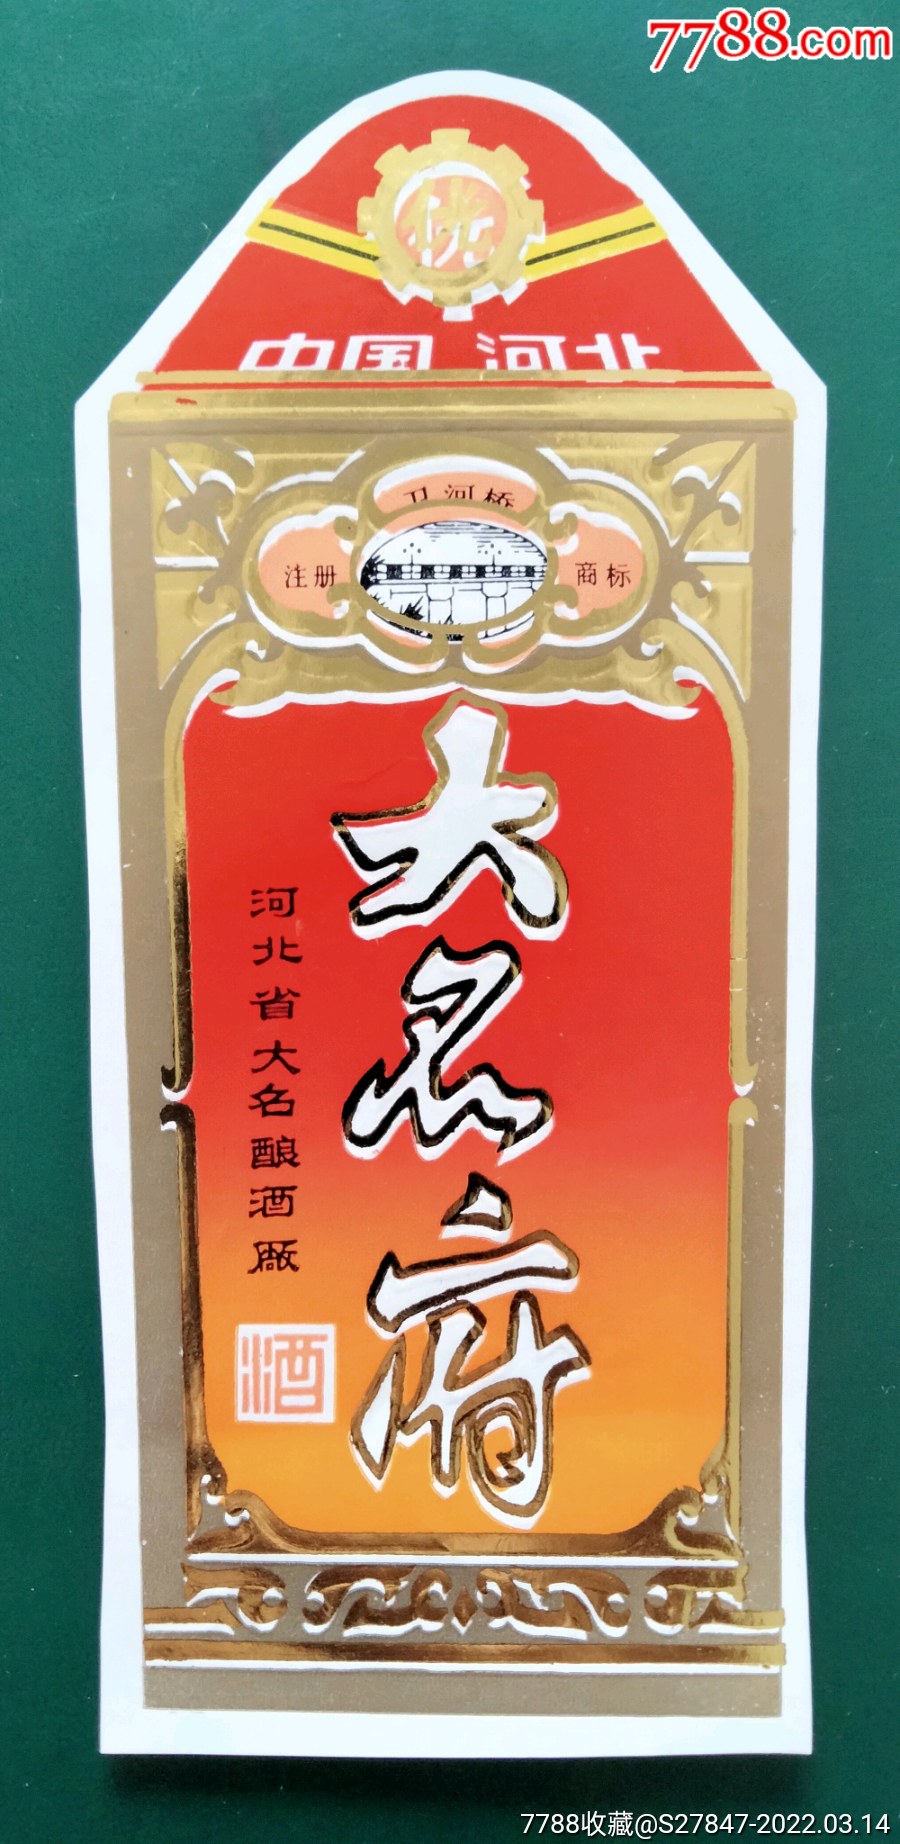 7788.com
优
中国 河北
卫河桥
注册 商标
大名府
河北省大名酿酒厰
酒
7788收藏@S27847-2022.03.14